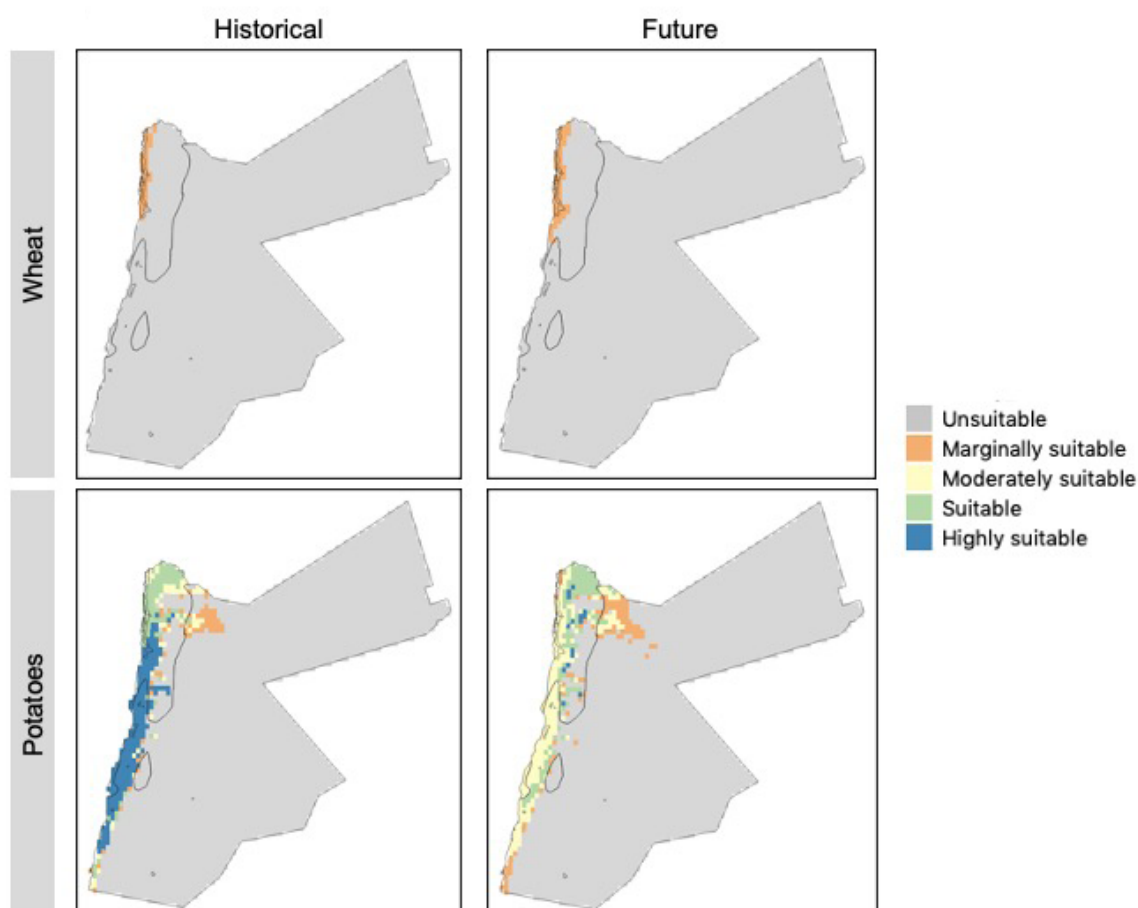 Historical
Future
Wheat
Potatoes
Unsuitable
Marginally suitable
Moderately suitable
Suitable
Highly suitable